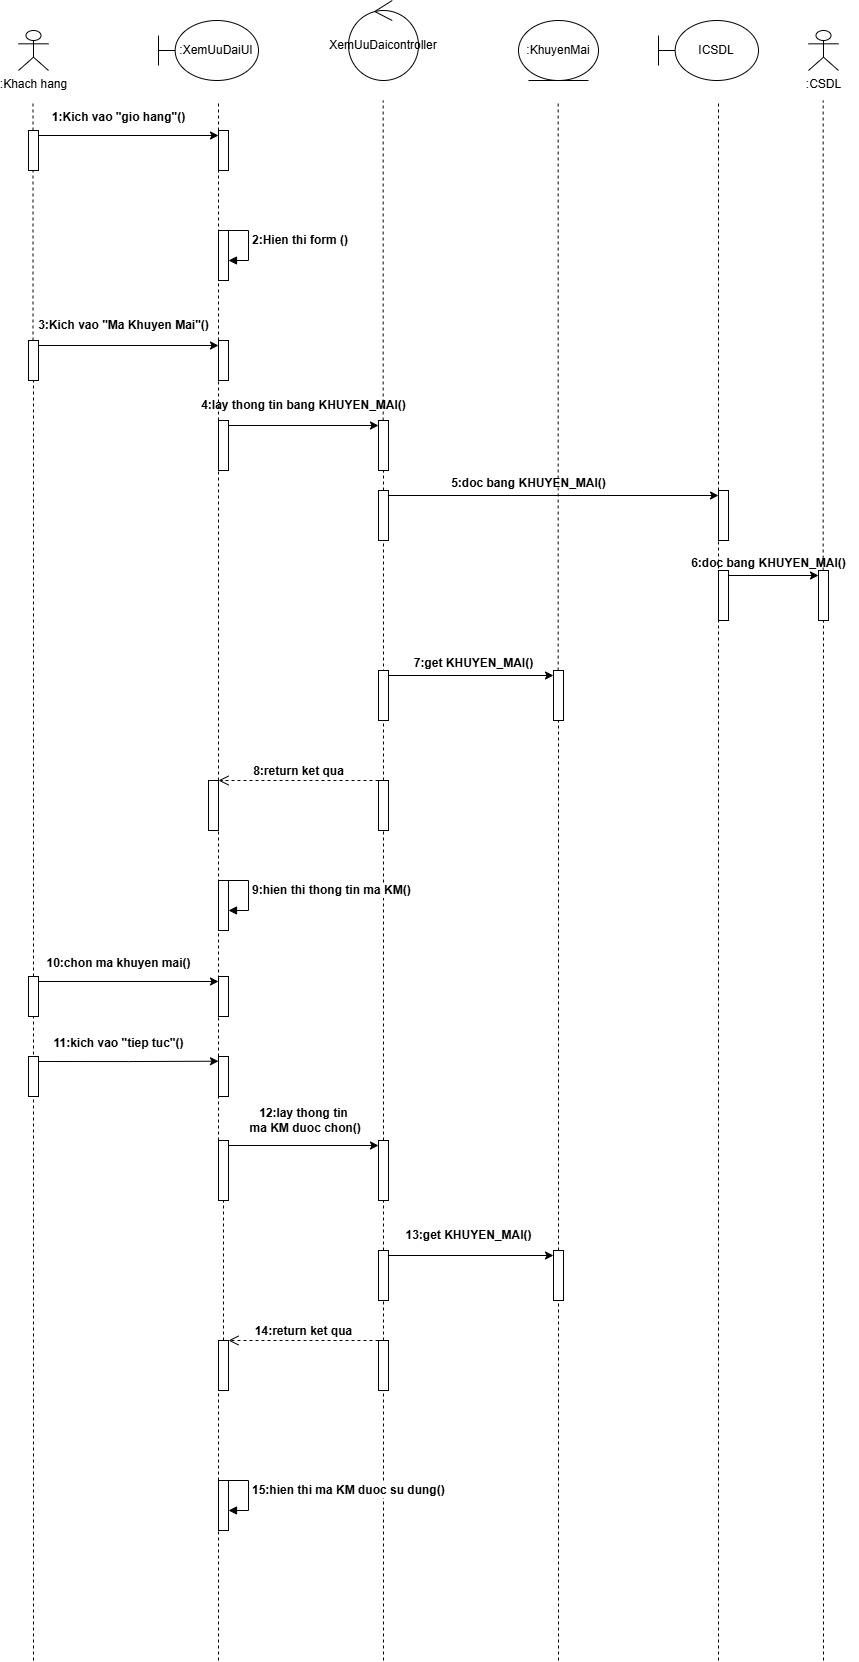 :Khach hang
:XemUuDaiUI
XemUuDaicontroller
:KhuyenMai
ICSDL
:CSDL
1:Kich vao "gio hang"()
2:Hien thi form ()
3:Kich vao "Ma Khuyen Mai"()
4:lay thong tin bang KHUYEN_MAI()
5:doc bang KHUYEN_MAI()
6:doc bang KHUYEN_MAI()
7:get KHUYEN_MAI()
8:return ket qua
9:hien thi thong tin ma KM()
10:chon ma khuyen mai()
11:kich vao "tiep tuc"()
12:lay thong tin
ma KM duoc chon()
13:get KHUYEN_MAI()
14:return ket qua
15:hien thi ma KM duoc su dung()